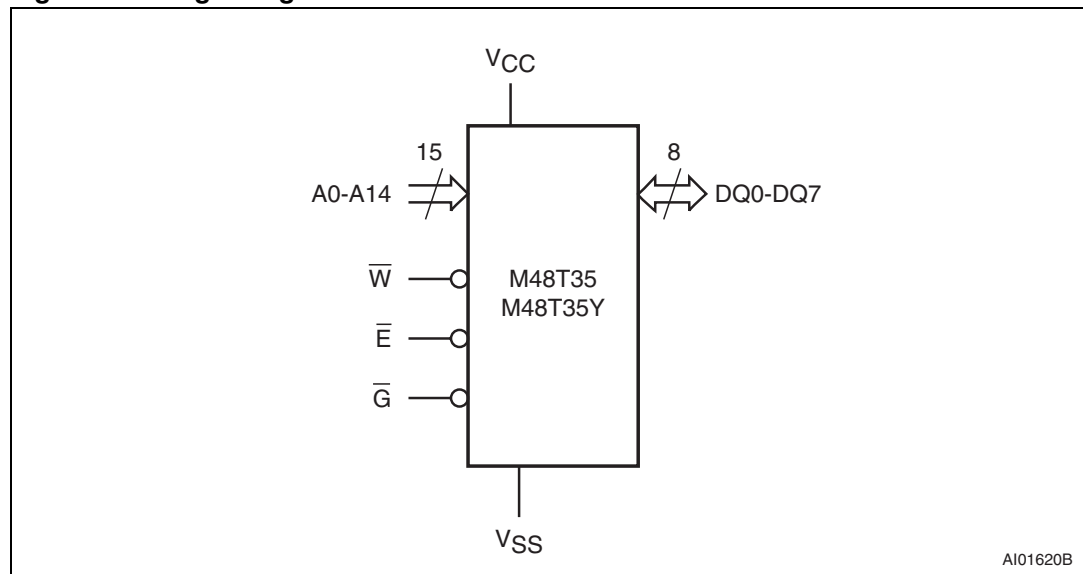 VCC
15
8
A0-A14
DQ0-DQ7
W̅
M48T35
M48T35Y
E̅
G̅
VSS
AI01620B